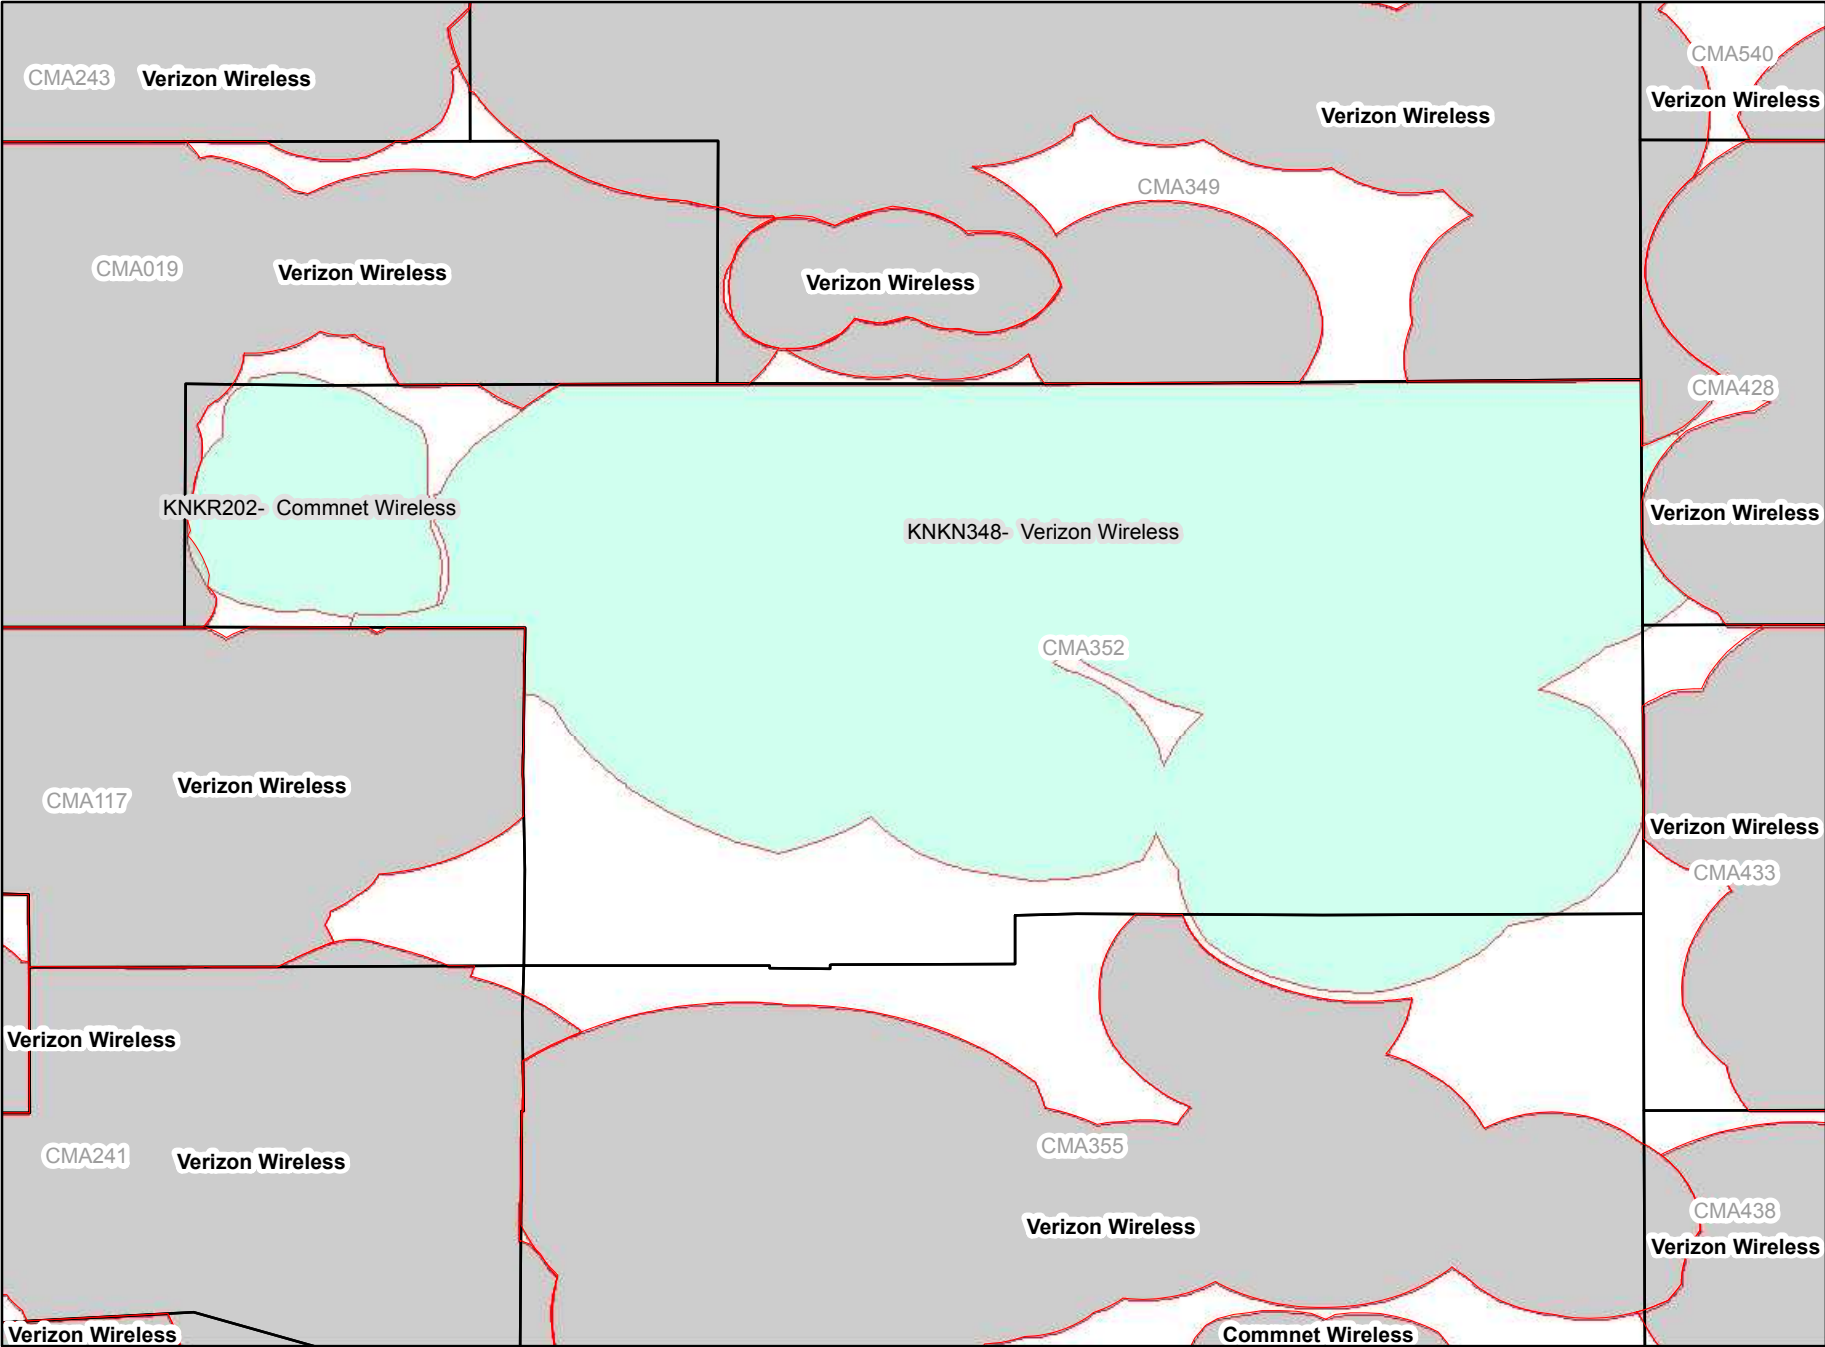 CMA540
CMA243 Verizon Wireless
Verizon Wireless
Verizon Wireless
CMA349
CMA019 Verizon Wireless
Verizon Wireless
CMA428
KNKR202- Commnet Wireless
Verizon Wireless
KNKN348- Verizon Wireless
CMA352
Verizon Wireless
CMA117
Verizon Wireless
CMA433
Verizon Wireless
CMA355
CMA241 Verizon Wireless
CMA438
Verizon Wireless
Verizon Wireless
Verizon Wireless
Commnet Wireless